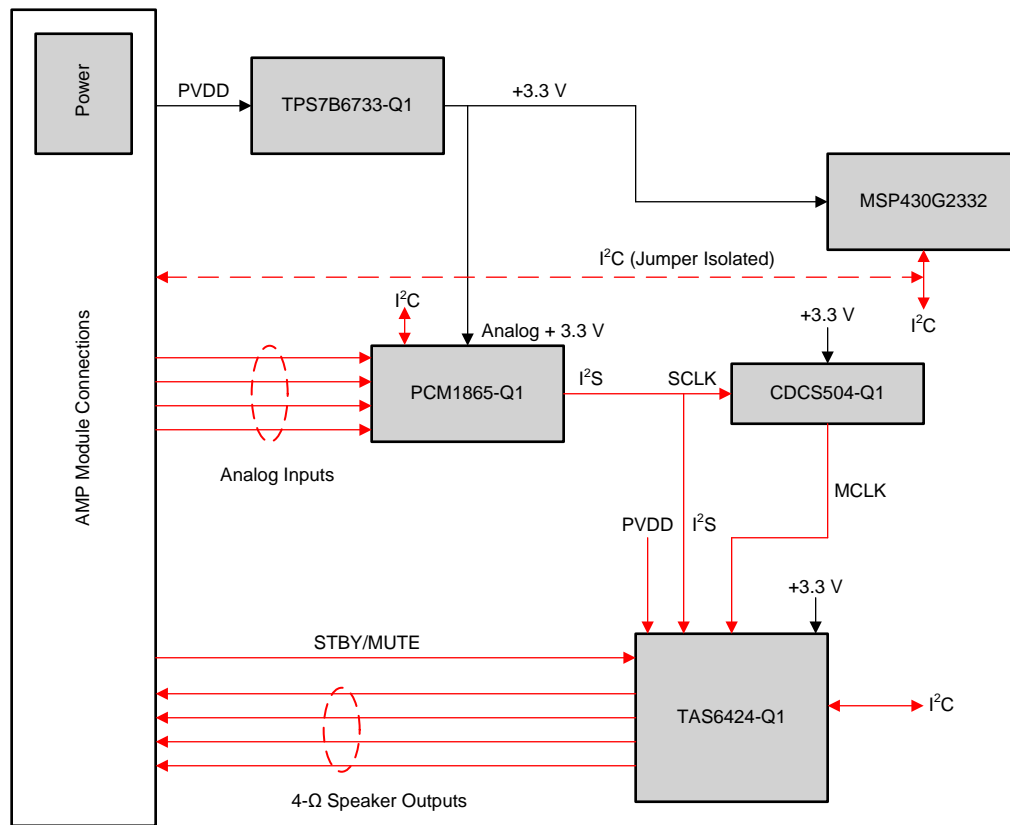 Power
AMP Module Connections
PVDD
TPS7B6733-Q1
+3.3 V
MSP430G2332
I²C (Jumper Isolated)
I²C
I²C
Analog + 3.3 V
+3.3 V
PCM1865-Q1
I²S
SCLK
CDCS504-Q1
Analog Inputs
MCLK
PVDD
I²S
+3.3 V
STBY/MUTE
TAS6424-Q1
I²C
4-Ω Speaker Outputs